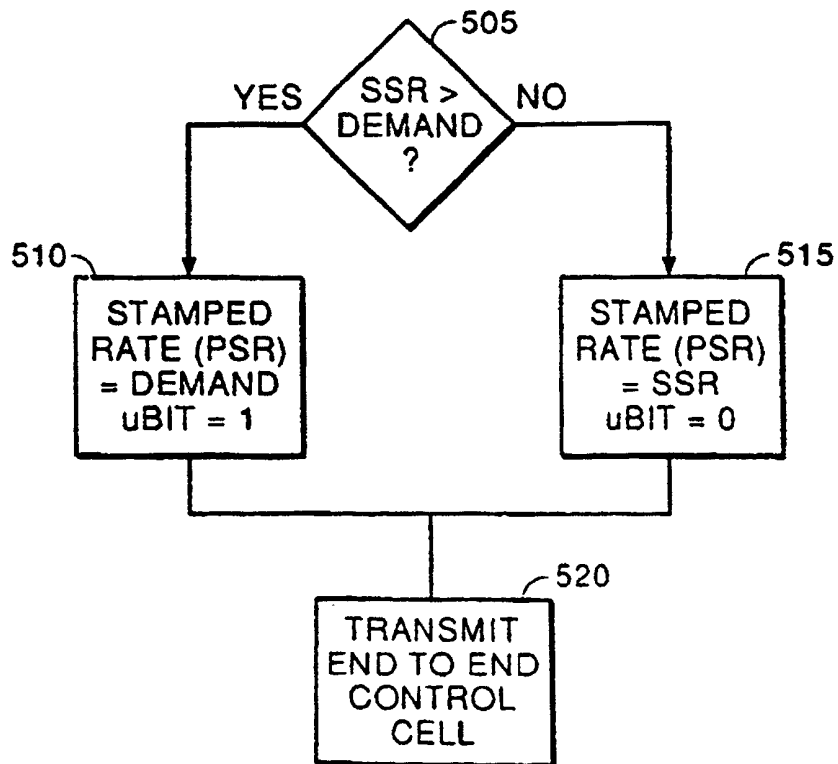 505
YES
SSR >
DEMAND
?
NO
510
STAMPED
RATE (PSR)
= DEMAND
uBIT = 1
515
STAMPED
RATE (PSR)
= SSR
uBIT = 0
520
TRANSMIT
END TO END
CONTROL
CELL